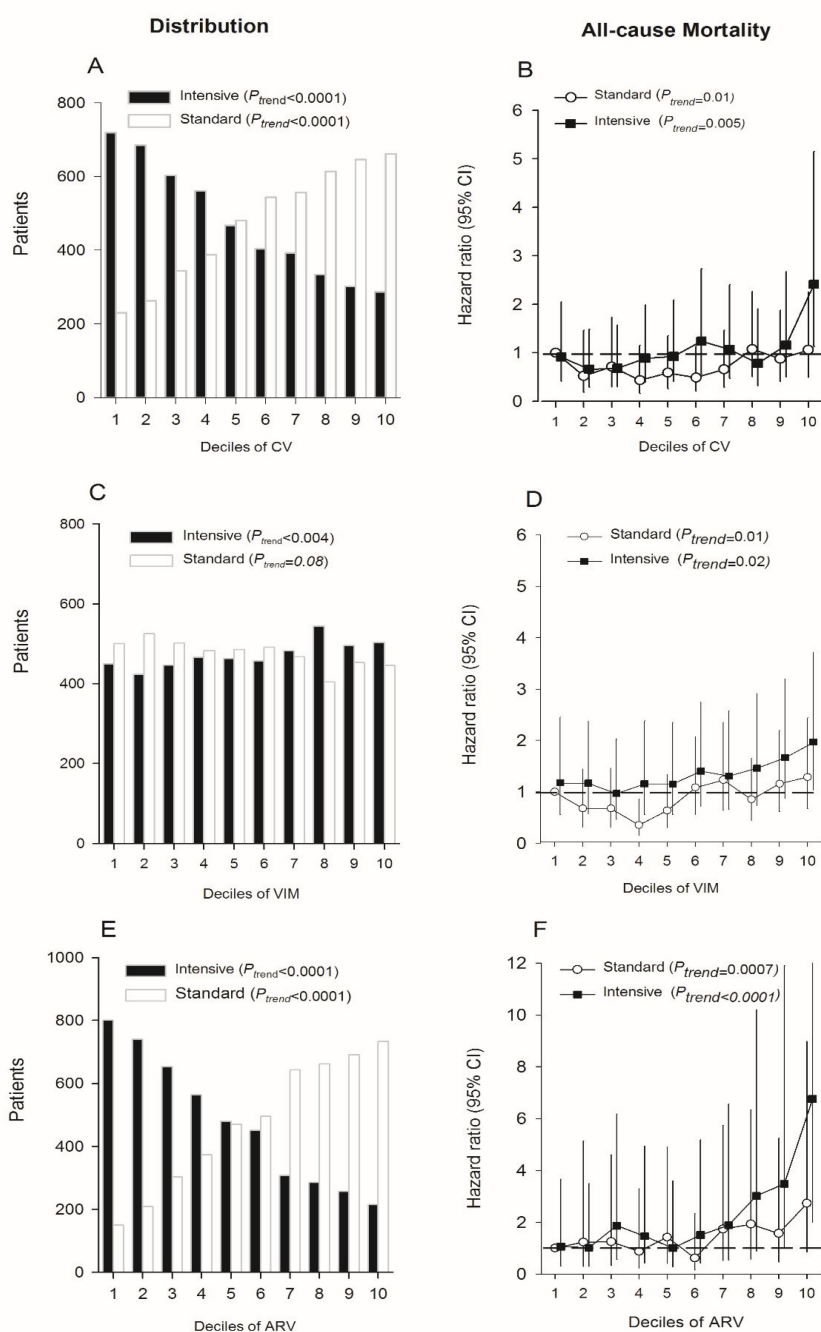 Distribution
All-cause Mortality
A
Intensive (Ptrend<0.0001)
Standard (Ptrend<0.0001)
800
600
400
200
0
Patients
1 2 3 4 5 6 7 8 9 10
Deciles of CV
B
Standard (Ptrend=0.01)
Intensive (Ptrend=0.005)
6
5
4
3
2
1
0
Hazard ratio (95% CI)
1 2 3 4 5 6 7 8 9 10
Deciles of CV
C
Intensive (Ptrend<0.004)
Standard (Ptrend=0.08)
800
600
400
200
0
Patients
1 2 3 4 5 6 7 8 9 10
Deciles of VIM
D
Standard (Ptrend=0.01)
Intensive (Ptrend=0.02)
6
5
4
3
2
1
0
Hazard ratio (95% CI)
1 2 3 4 5 6 7 8 9 10
Deciles of VIM
E
Intensive (Ptrend<0.0001)
Standard (Ptrend<0.0001)
1000
800
600
400
200
0
Patients
1 2 3 4 5 6 7 8 9 10
Deciles of ARV
F
Standard (Ptrend=0.0007)
Intensive (Ptrend<0.0001)
12
10
8
6
4
2
0
Hazard ratio (95% CI)
1 2 3 4 5 6 7 8 9 10
Deciles of ARV